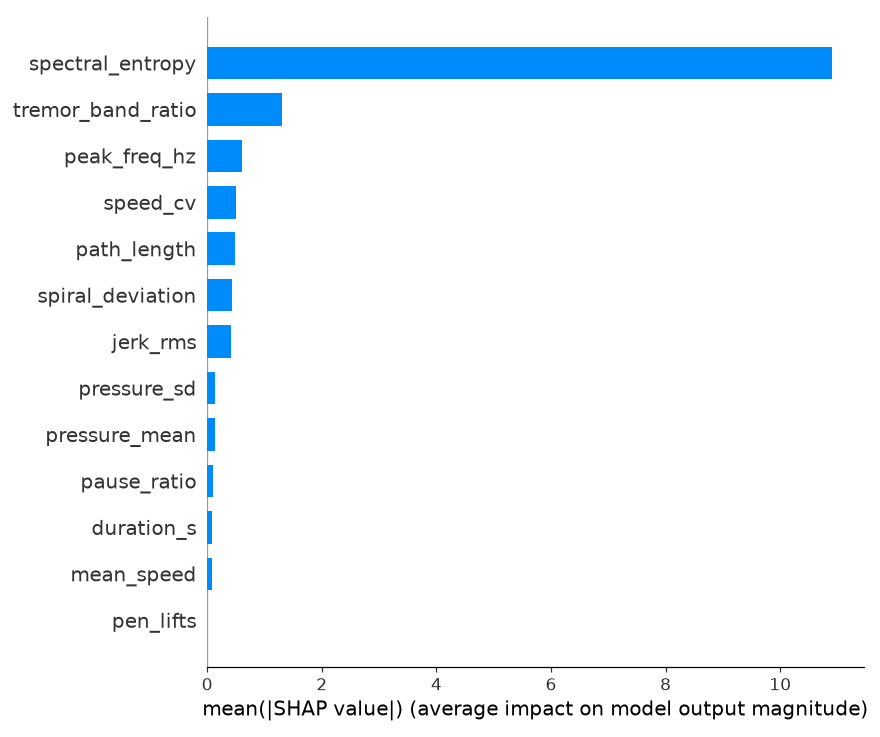 spectral_entropy
tremor_band_ratio
peak_freq_hz
speed_cv
path_length
spiral_deviation
jerk_rms
pressure_sd
pressure_mean
pause_ratio
duration_s
mean_speed
pen_lifts
0 2 4 6 8 10
mean(|SHAP value|) (average impact on model output magnitude)